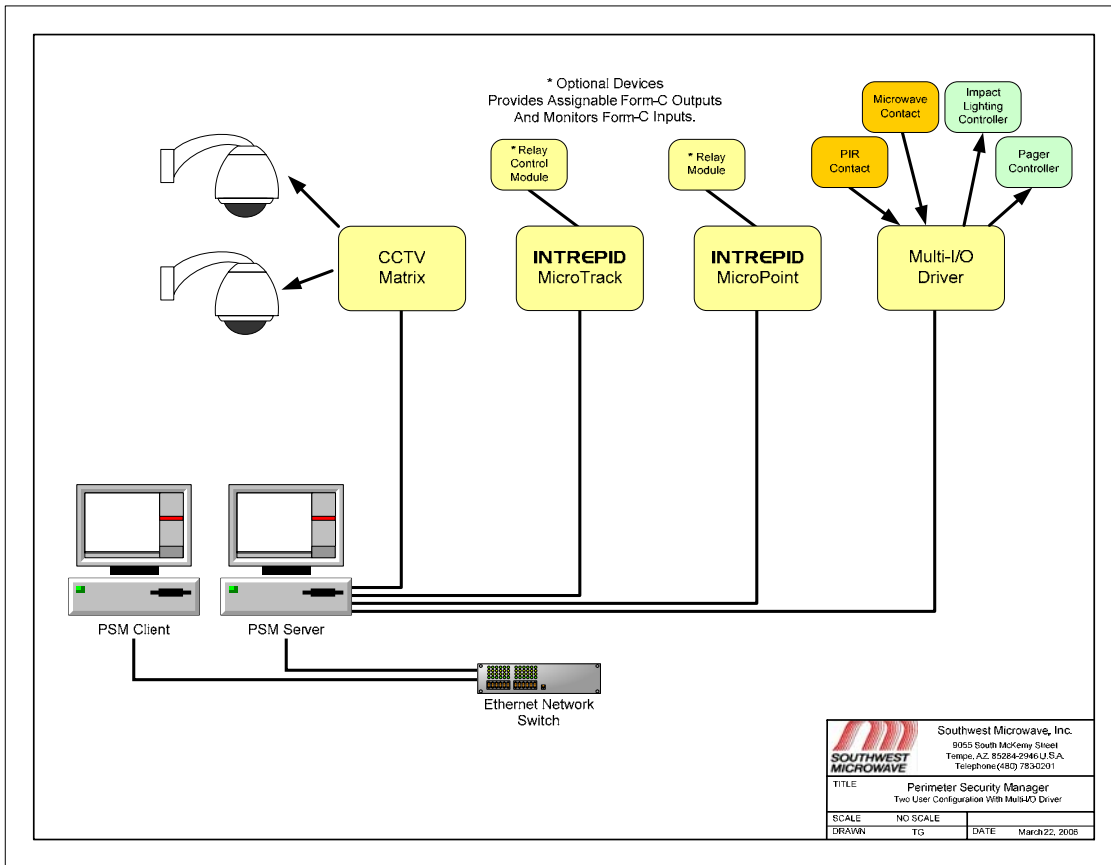 * Optional Devices
Provides Assignable Form-C Outputs
And Monitors Form-C Inputs.
* Relay
Control
Module
* Relay
Module
Microwave
Contact
Impact
Lighting
Controller
PIR
Contact
Pager
Controller
CCTV
Matrix
INTREPID
MicroTrack
INTREPID
MicroPoint
Multi-I/O
Driver
PSM Client
PSM Server
Ethernet Network
Switch
SOUTHWEST
MICROWAVE
Southwest Microwave, Inc.
9055 South McKemy Street
Tempe, AZ. 85284-2946 U.S.A.
Telephone (480) 783-0201
TITLE
Perimeter Security Manager
Two User Configuration With Multi-I/O Driver
SCALE NO SCALE
DRAWN TG DATE March 22, 2006